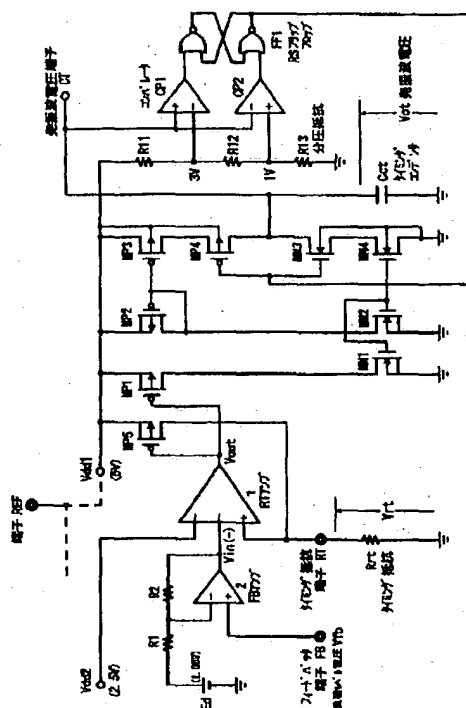 端子 REF
Vdd2
(2.5V)
Vdd1
(5V)
発振波電圧端子
CT
R1
R2
Ed
Vin(-)
2
FBアンプ
フィードバック
端子 FB
1
RTアンプ
Vout
タイミング抵抗
端子 RT
Vrt
Rrt
タイミング抵抗
MP5
MP1
MP2
MP3
MP4
MN1
MN2
MN3
MN4
R11
3V
R12
1V
R13
分圧抵抗
コンパレータ
CP1
CP2
FF1
RSフリップ
フロップ
Cct
タイミング
コンデンサ
Vct
発振波電圧